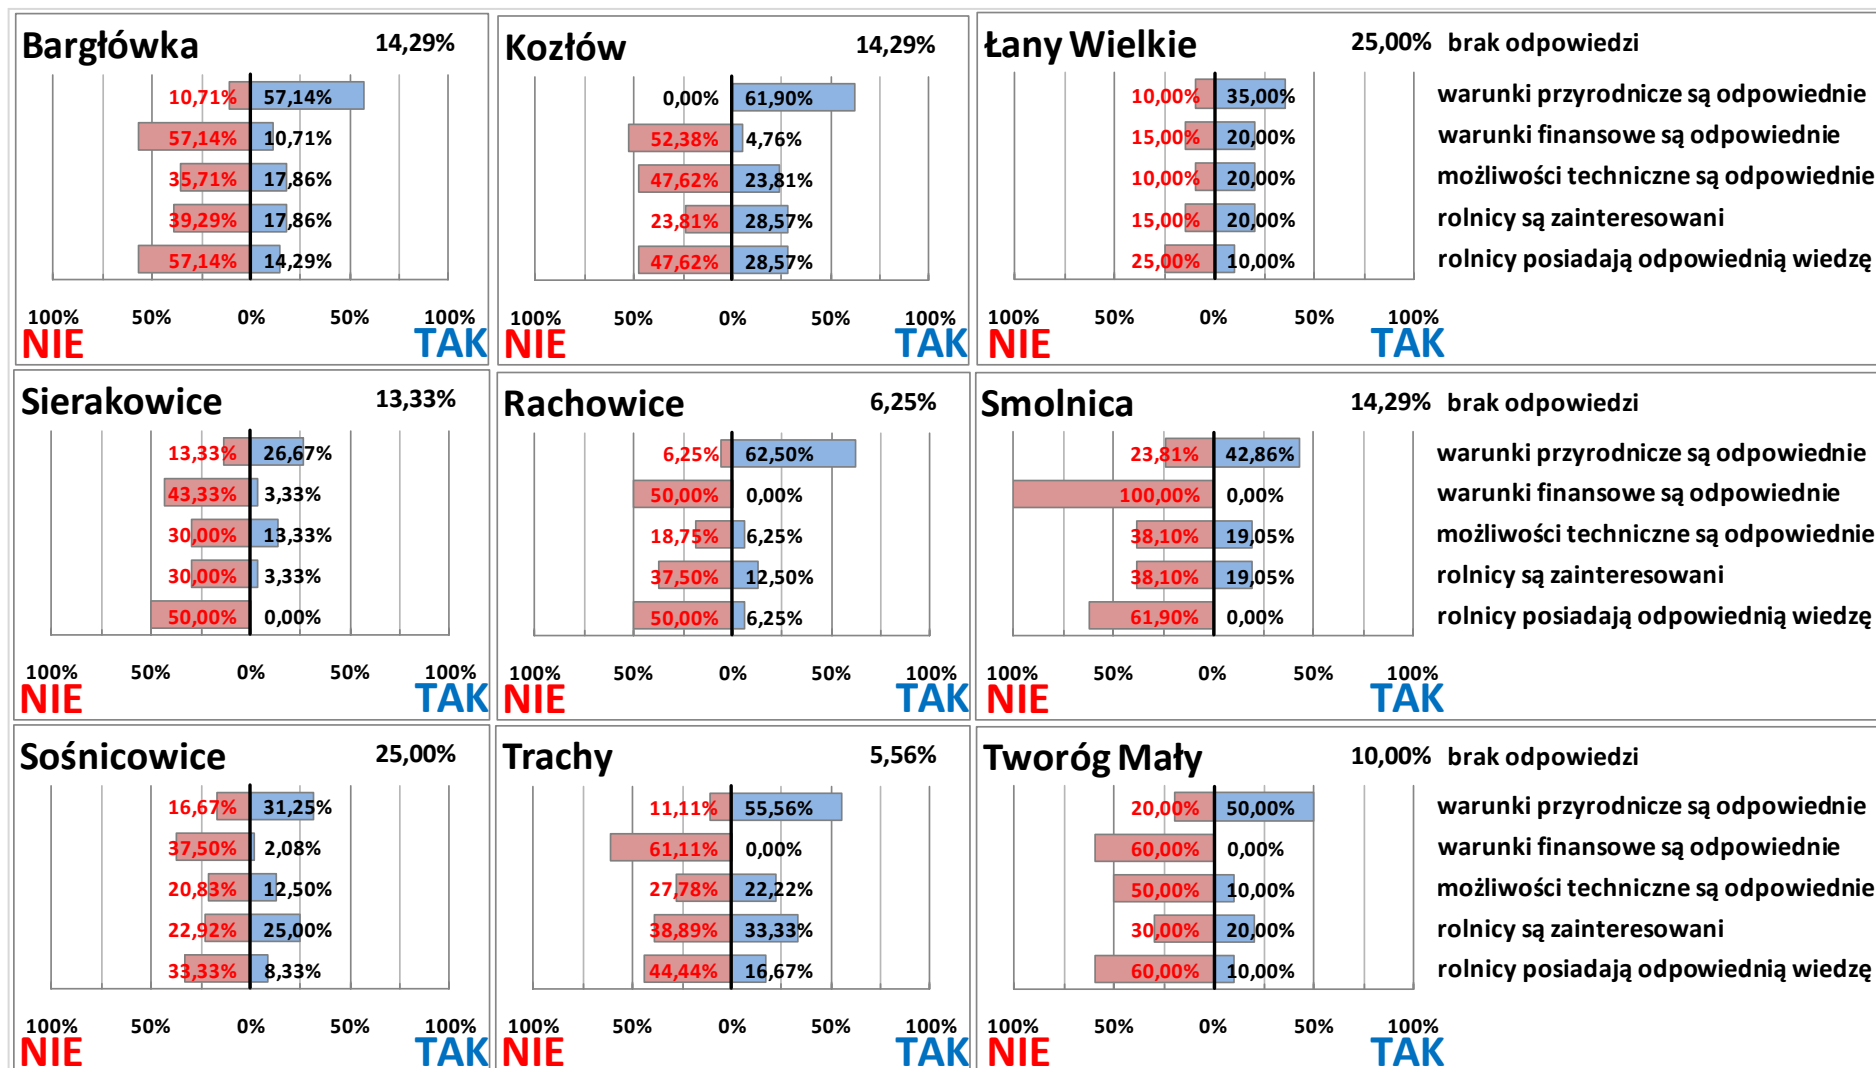 Bargłówka 14,29%
10,71% 57,14%
57,14% 10,71%
35,71% 17,86%
39,29% 17,86%
57,14% 14,29%
100% 50% 0% 50% 100%
NIE TAK
Kozłów 14,29%
0,00% 61,90%
52,38% 4,76%
47,62% 23,81%
23,81% 28,57%
47,62% 28,57%
100% 50% 0% 50% 100%
NIE TAK
Łany Wielkie 25,00% brak odpowiedzi
10,00% 35,00% warunki przyrodnicze są odpowiednie
15,00% 20,00% warunki finansowe są odpowiednie
10,00% 20,00% możliwości techniczne są odpowiednie
15,00% 20,00% rolnicy są zainteresowani
25,00% 10,00% rolnicy posiadają odpowiednią wiedzę
100% 50% 0% 50% 100%
NIE TAK
Sierakowice 13,33%
13,33% 26,67%
43,33% 3,33%
30,00% 13,33%
30,00% 3,33%
50,00% 0,00%
100% 50% 0% 50% 100%
NIE TAK
Rachowice 6,25%
6,25% 62,50%
50,00% 0,00%
18,75% 6,25%
37,50% 12,50%
50,00% 6,25%
100% 50% 0% 50% 100%
NIE TAK
Smolnica 14,29% brak odpowiedzi
23,81% 42,86% warunki przyrodnicze są odpowiednie
100,00% 0,00% warunki finansowe są odpowiednie
38,10% 19,05% możliwości techniczne są odpowiednie
38,10% 19,05% rolnicy są zainteresowani
61,90% 0,00% rolnicy posiadają odpowiednią wiedzę
100% 50% 0% 50% 100%
NIE TAK
Sośnicowice 25,00%
16,67% 31,25%
37,50% 2,08%
20,83% 12,50%
22,92% 25,00%
33,33% 8,33%
100% 50% 0% 50% 100%
NIE TAK
Trachy 5,56%
11,11% 55,56%
61,11% 0,00%
27,78% 22,22%
38,89% 33,33%
44,44% 16,67%
100% 50% 0% 50% 100%
NIE TAK
Tworóg Mały 10,00% brak odpowiedzi
20,00% 50,00% warunki przyrodnicze są odpowiednie
60,00% 0,00% warunki finansowe są odpowiednie
50,00% 10,00% możliwości techniczne są odpowiednie
30,00% 20,00% rolnicy są zainteresowani
60,00% 10,00% rolnicy posiadają odpowiednią wiedzę
100% 50% 0% 50% 100%
NIE TAK